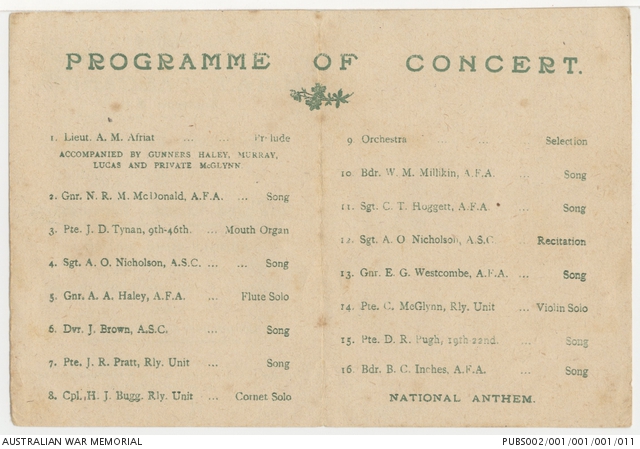 PROGRAMME OF CONCERT.
1. Lieut. A. M. Afriat ... ... Prelude
ACCOMPANIED BY GUNNERS HALEY, MURRAY,
LUCAS AND PRIVATE McGLYNN
2. Gnr. N. R. M. McDonald, A.F.A. ... Song
3. Pte. J. D. Tynan, 9th-46th. ... Mouth Organ
4. Sgt. A. O. Nicholson, A.S.C. ... ... Song
5. Gnr. A. A. Haley, A.F.A. ... Flute Solo
6. Dvr. J. Brown, A.S.C. ... Song
7. Pte. J. R. Pratt, Rly. Unit ... Song
8. Cpl. H. J. Bugg. Rly. Unit ... Cornet Solo
9 Orchestra ... Selection
10. Bdr. W. M. Millikin, A.F.A. ... Song
11. Sgt. C. T. Hoggett, A.F.A. ... Song
12. Sgt. A. O. Nicholson, A.S.C ... Recitation
13. Gnr. E. G. Westcombe, A.F.A. ... Song
14. Pte. C. McGlynn, Rly. Unit ... Violin Solo
15. Pte. D. R. Pugh, 19th 22nd. ... Song
16. Bdr. B. C. Inches, A.F.A. ... Song
NATIONAL ANTHEM.
AUSTRALIAN WAR MEMORIAL
PUBS002/001/001/001/011